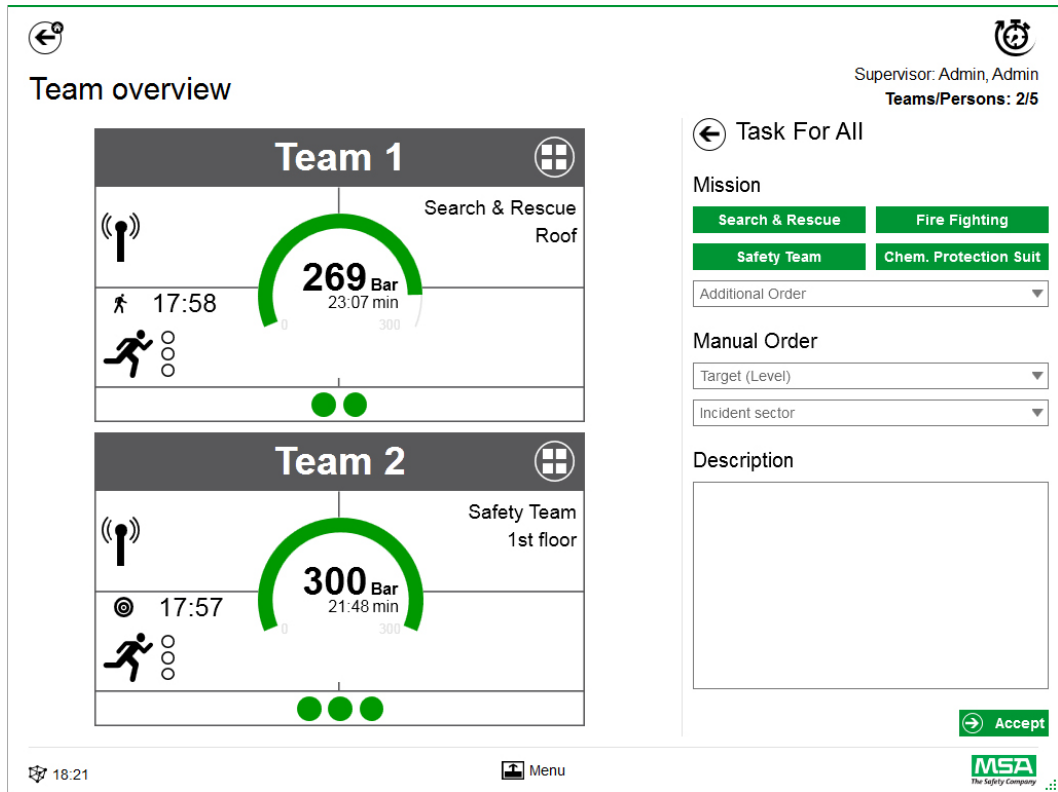 Team overview
Supervisor: Admin, Admin
Teams/Persons: 2/5
Team 1
Search & Rescue
Roof
269 Bar
23:07 min
0 300
17:58
Team 2
Safety Team
1st floor
300 Bar
21:48 min
0 300
17:57
Task For All
Mission
Search & Rescue Fire Fighting
Safety Team Chem. Protection Suit
Additional Order
Manual Order
Target (Level)
Incident sector
Description
Accept
18:21
Menu
MSA
The Safety Company